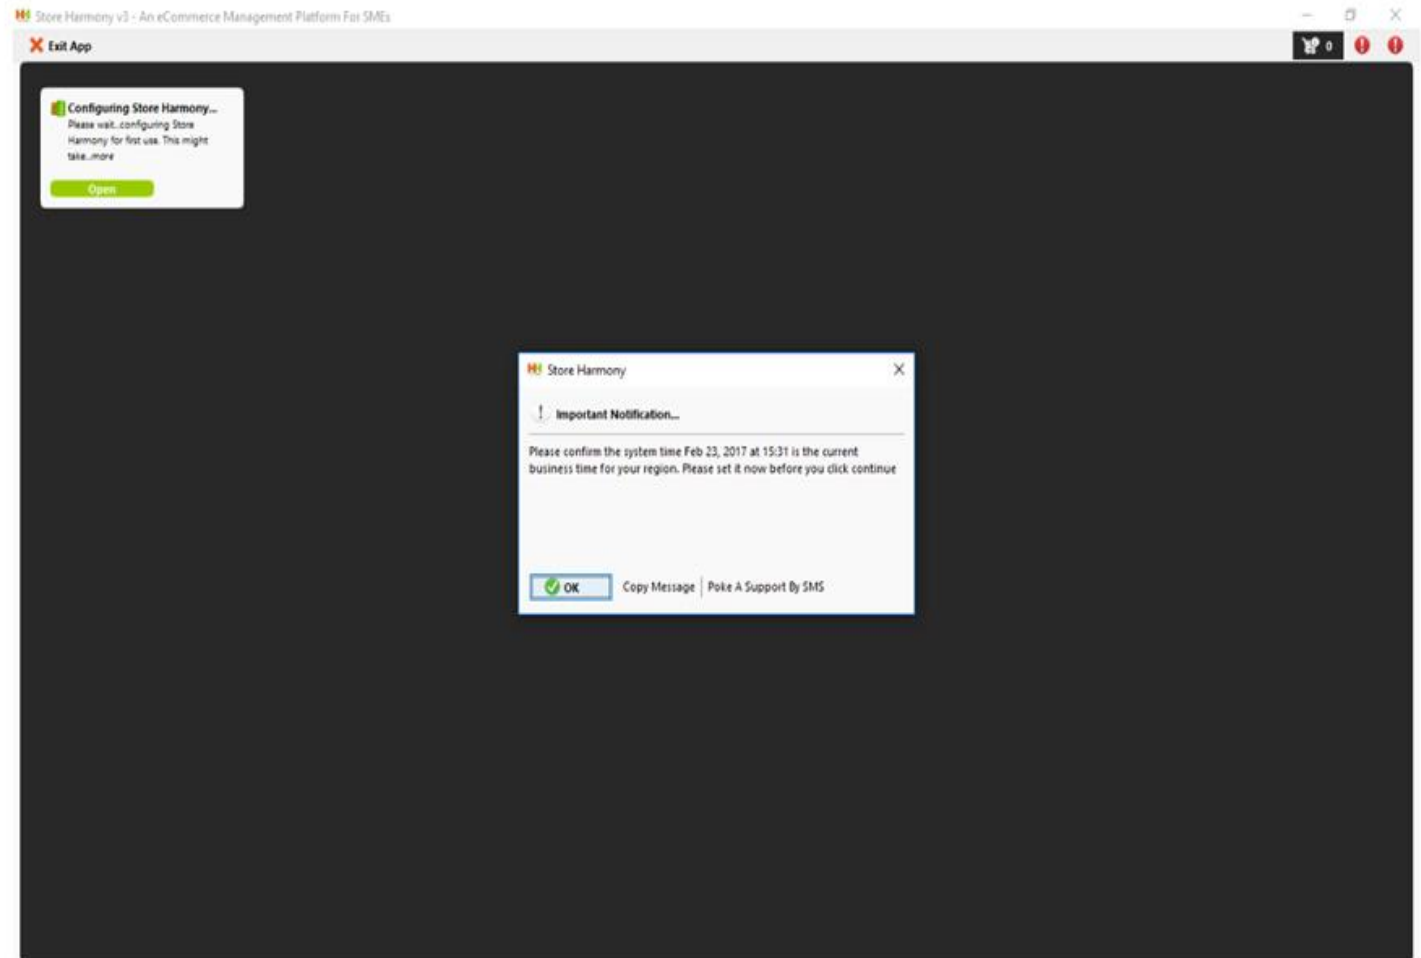 Store Harmony v3 - An eCommerce Management Platform For SMEs
Exit App
0
Configuring Store Harmony...
Please wait..configuring Store
Harmony for first use. This might
take...more
Open
Store Harmony
Important Notification...
Please confirm the system time Feb 23, 2017 at 15:31 is the current
business time for your region. Please set it now before you click continue
OK
Copy Message
Poke A Support By SMS